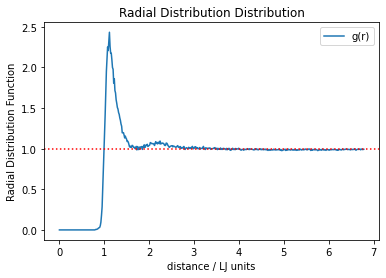 Radial Distribution Distribution
g(r)
Radial Distribution Function
2.5
2.0
1.5
1.0
0.5
0.0
0 1 2 3 4 5 6 7
distance / LJ units